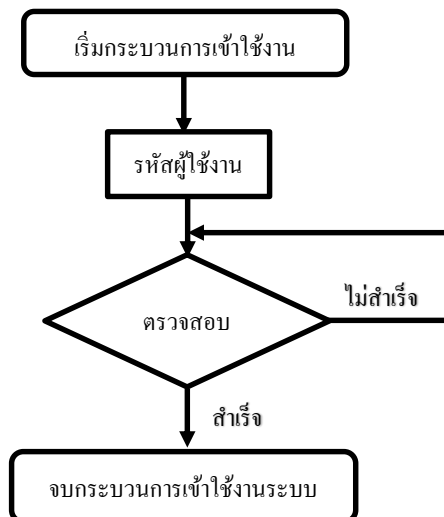 เริ่มกระบวนการเข้าใช้งาน
รหัสผู้ใช้งาน
ไม่สำเร็จ
ตรวจสอบ
สำเร็จ
จบกระบวนการเข้าใช้งานระบบ